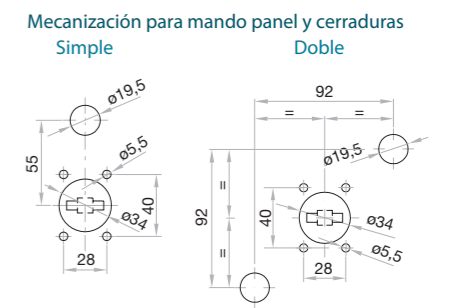 Mecanización para mando panel y cerraduras
Simple
Doble
ø19,5
55
ø5,5
40
ø34
28
92
=
=
ø19,5
92
=
=
40
ø34
ø5,5
28